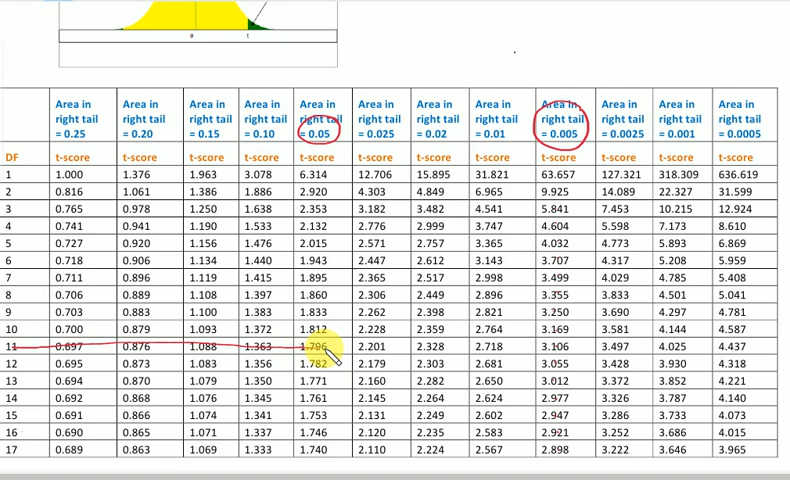 0 t
Area in Area in Area in Area in Area in Area in Area in Area in Area in Area in Area in Area in
right tail right tail right tail right tail right tail right tail right tail right tail right tail right tail right tail right tail
= 0.25 = 0.20 = 0.15 = 0.10 = 0.05 = 0.025 = 0.02 = 0.01 = 0.005 = 0.0025 = 0.001 = 0.0005
DF t-score t-score t-score t-score t-score t-score t-score t-score t-score t-score t-score t-score
1 1.000 1.376 1.963 3.078 6.314 12.706 15.895 31.821 63.657 127.321 318.309 636.619
2 0.816 1.061 1.386 1.886 2.920 4.303 4.849 6.965 9.925 14.089 22.327 31.599
3 0.765 0.978 1.250 1.638 2.353 3.182 3.482 4.541 5.841 7.453 10.215 12.924
4 0.741 0.941 1.190 1.533 2.132 2.776 2.999 3.747 4.604 5.598 7.173 8.610
5 0.727 0.920 1.156 1.476 2.015 2.571 2.757 3.365 4.032 4.773 5.893 6.869
6 0.718 0.906 1.134 1.440 1.943 2.447 2.612 3.143 3.707 4.317 5.208 5.959
7 0.711 0.896 1.119 1.415 1.895 2.365 2.517 2.998 3.499 4.029 4.785 5.408
8 0.706 0.889 1.108 1.397 1.860 2.306 2.449 2.896 3.355 3.833 4.501 5.041
9 0.703 0.883 1.100 1.383 1.833 2.262 2.398 2.821 3.250 3.690 4.297 4.781
10 0.700 0.879 1.093 1.372 1.812 2.228 2.359 2.764 3.169 3.581 4.144 4.587
11 0.697 0.876 1.088 1.363 1.796 2.201 2.328 2.718 3.106 3.497 4.025 4.437
12 0.695 0.873 1.083 1.356 1.782 2.179 2.303 2.681 3.055 3.428 3.930 4.318
13 0.694 0.870 1.079 1.350 1.771 2.160 2.282 2.650 3.012 3.372 3.852 4.221
14 0.692 0.868 1.076 1.345 1.761 2.145 2.264 2.624 2.977 3.326 3.787 4.140
15 0.691 0.866 1.074 1.341 1.753 2.131 2.249 2.602 2.947 3.286 3.733 4.073
16 0.690 0.865 1.071 1.337 1.746 2.120 2.235 2.583 2.921 3.252 3.686 4.015
17 0.689 0.863 1.069 1.333 1.740 2.110 2.224 2.567 2.898 3.222 3.646 3.965